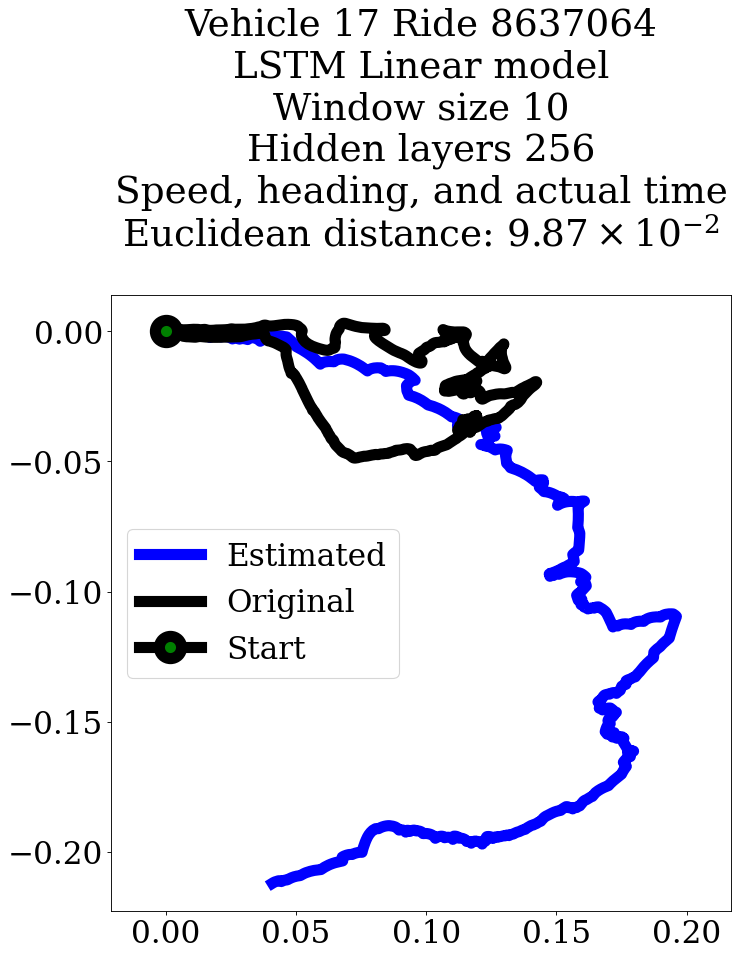 Vehicle 17 Ride 8637064
LSTM Linear model
Window size 10
Hidden layers 256
Speed, heading, and actual time
Euclidean distance: 9.87 × 10⁻²
0.00
−0.05
−0.10
−0.15
−0.20
Estimated
Original
Start
0.00 0.05 0.10 0.15 0.20